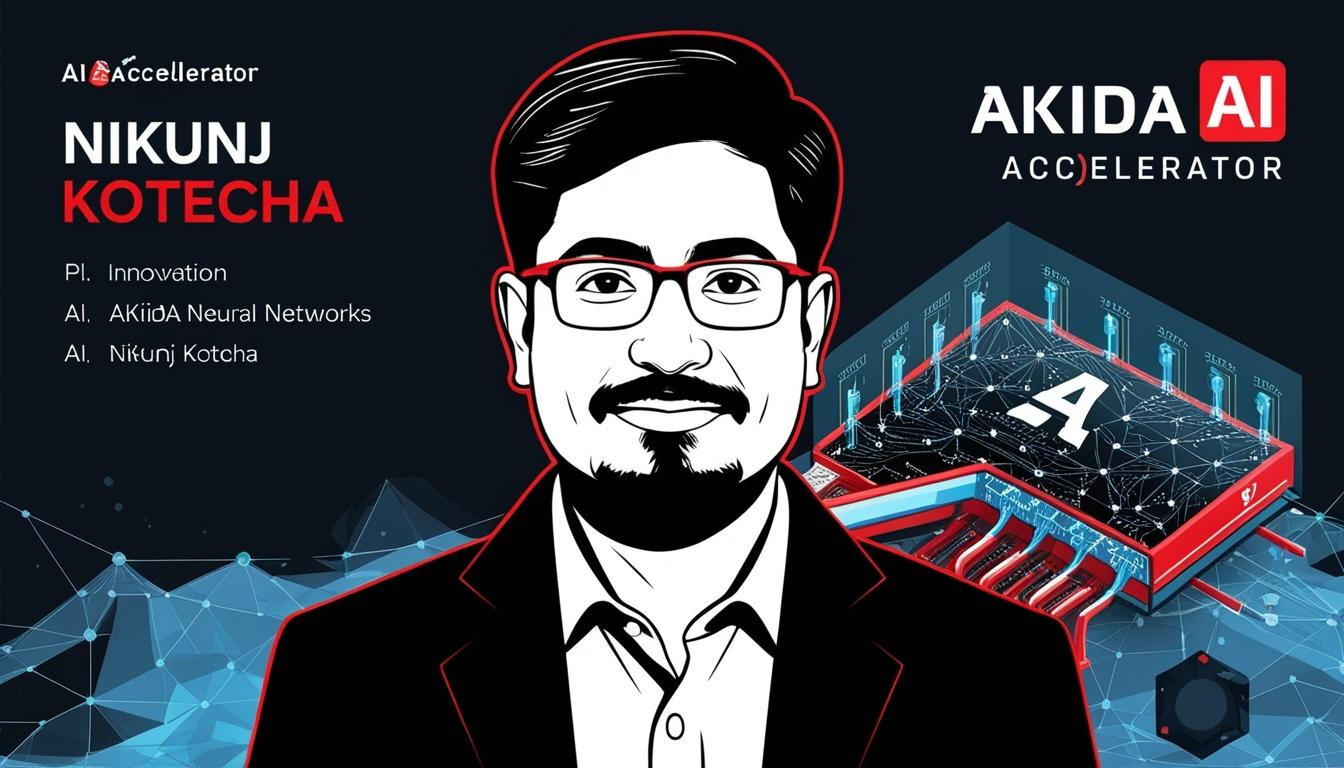 AI Accellerator
NIKUNJ
KOTECHA
PI. Innovation
AI. AKiiDA Neural Networks
AI. Nikunj Kotcha
AKIDA AI
ACC)ELERATOR
A